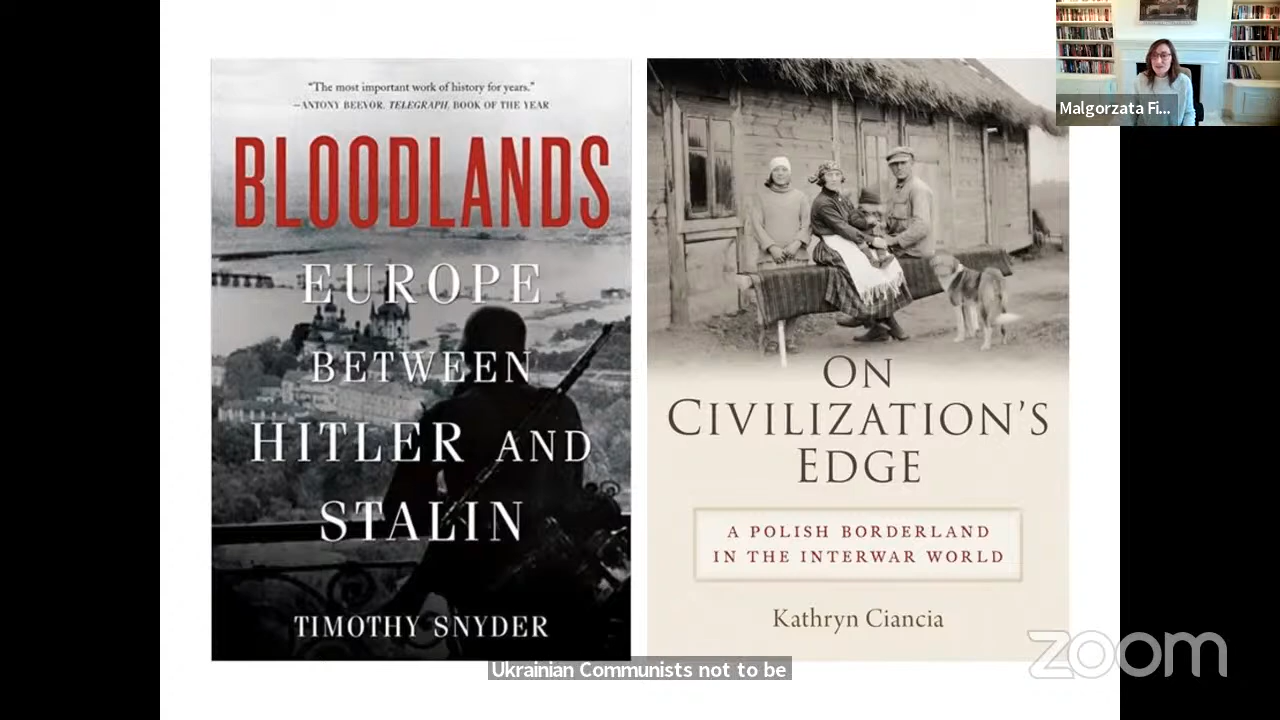 "The most important work of history for years."
—ANTONY BEEVOR, TELEGRAPH, BOOK OF THE YEAR
BLOODLANDS
EUROPE
BETWEEN
HITLER AND
STALIN
TIMOTHY SNYDER
ON
CIVILIZATION'S
EDGE
A POLISH BORDERLAND
IN THE INTERWAR WORLD
Kathryn Ciancia
Malgorzata Fi...
zoom
Ukrainian Communists not to be